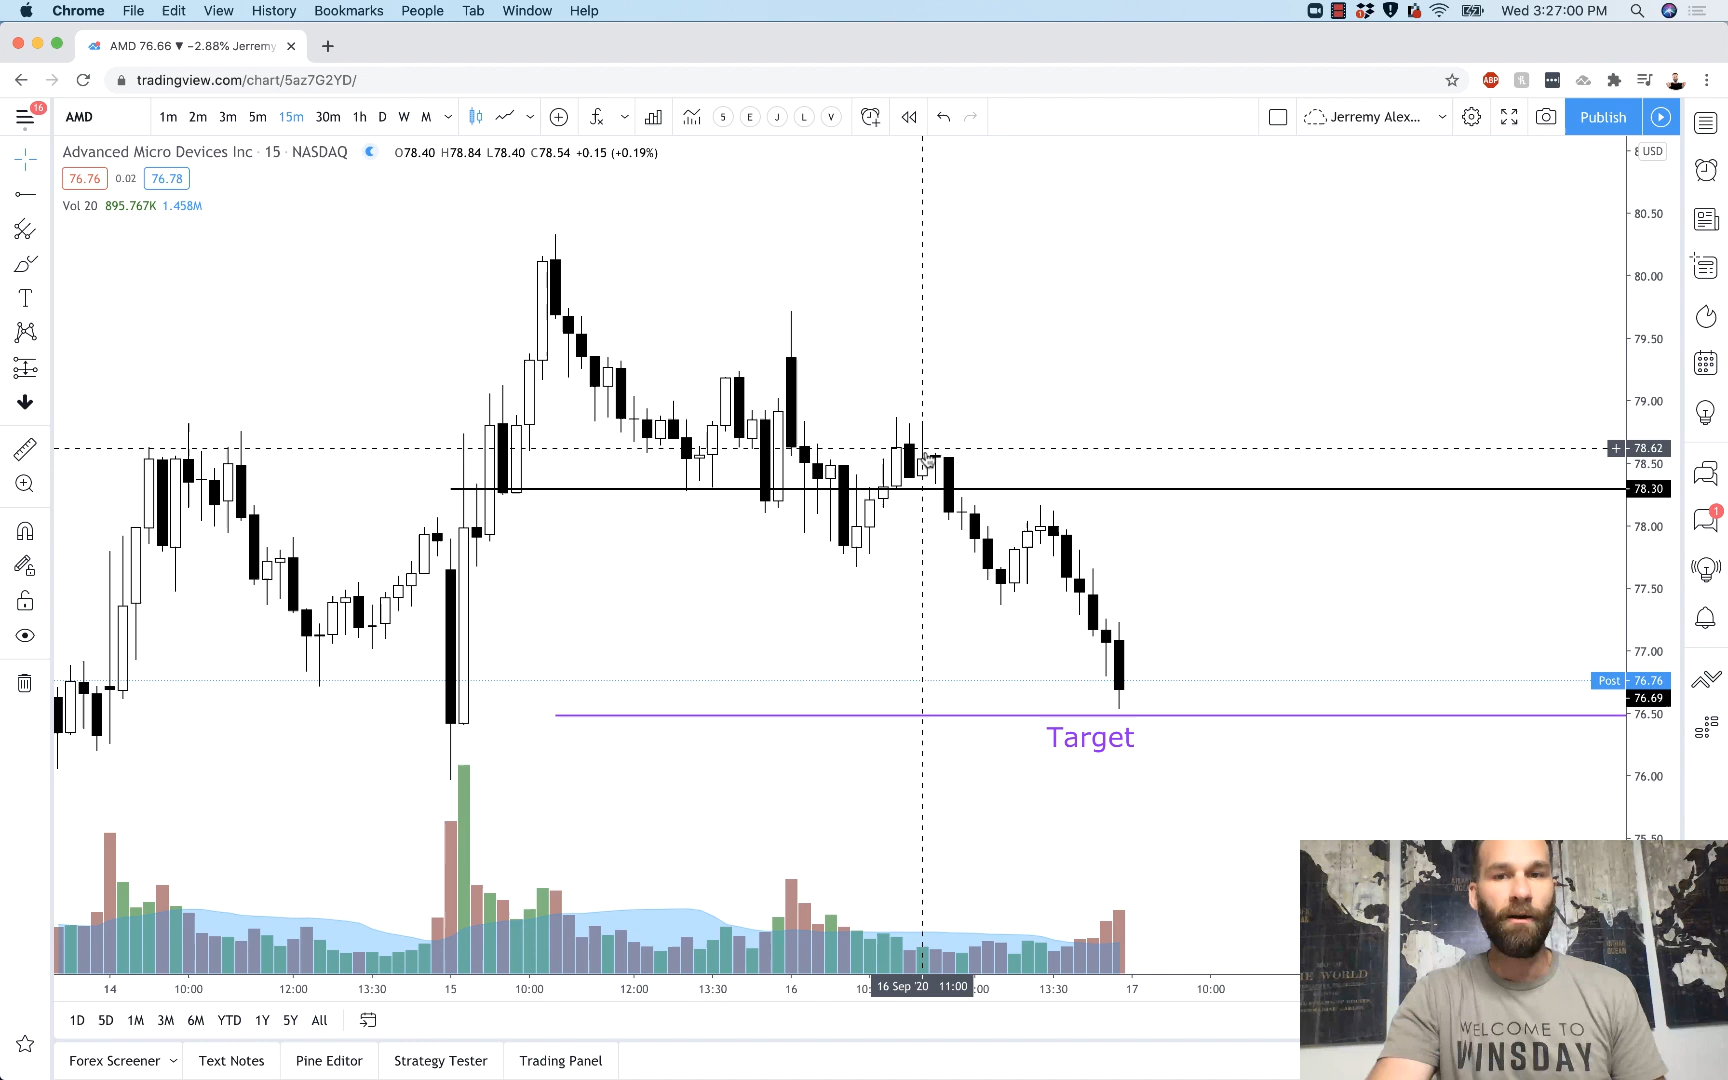 Chrome File Edit View History Bookmarks People Tab Window Help Wed 3:27:00 PM
AMD 76.66 ▼ −2.88% Jerremy
tradingview.com/chart/5az7G2YD/
ABP
16 AMD 1m 2m 3m 5m 15m 30m 1h D W M 5 E J L V Jeremy Alex... Publish
Advanced Micro Devices Inc · 15 · NASDAQ O78.40 H78.84 L78.40 C78.54 +0.15 (+0.19%)
USD
76.76 0.02 76.78
Vol 20 895.767K 1.458M
80.50
80.00
79.50
79.00
78.62
78.50
78.30
78.00
1
77.50
77.00
Post 76.76
76.69
76.50
Target
76.00
75.50
14 10:00 12:00 13:30 15 10:00 12:00 13:30 16 16 Sep '20 11:00 13:30 17 10:00
1D 5D 1M 3M 6M YTD 1Y 5Y All
Forex Screener Text Notes Pine Editor Strategy Tester Trading Panel
WELCOME TO
WINSDAY